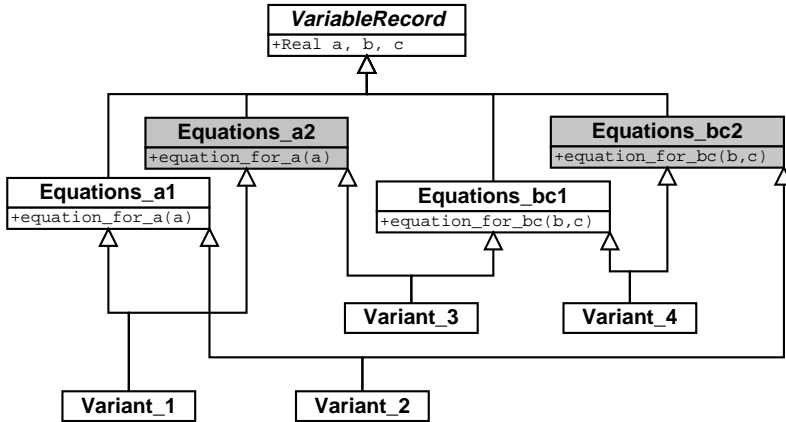 VariableRecord
+Real a, b, c
Equations_a2
+equation_for_a(a)
Equations_bc2
+equation_for_bc(b,c)
Equations_a1
+equation_for_a(a)
Equations_bc1
+equation_for_bc(b,c)
Variant_3
Variant_4
Variant_1
Variant_2